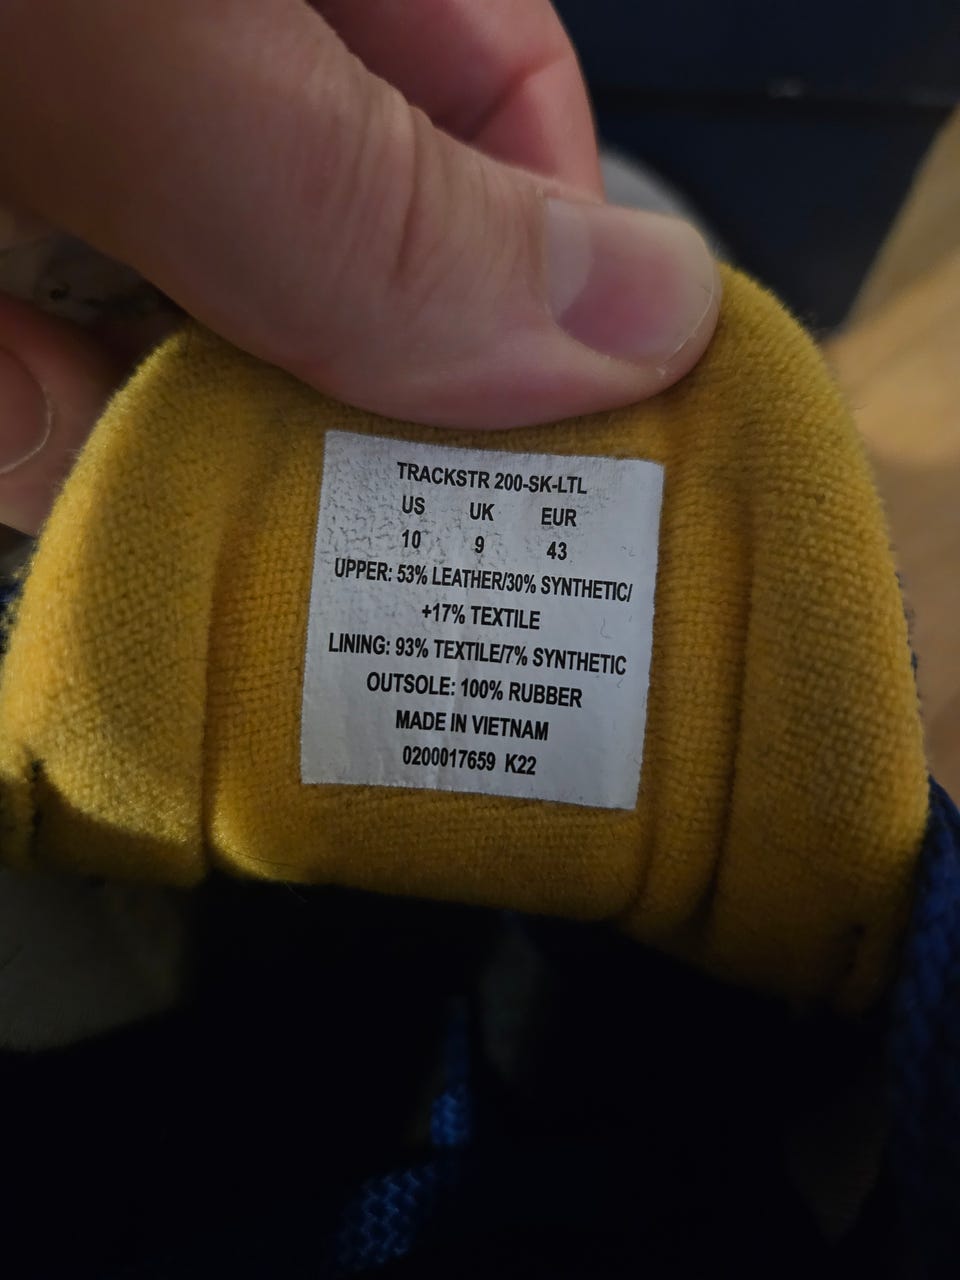 TRACKSTR 200-SK-LTL
US UK EUR
10 9 43
UPPER: 53% LEATHER/30% SYNTHETIC/
+17% TEXTILE
LINING: 93% TEXTILE/7% SYNTHETIC
OUTSOLE: 100% RUBBER
MADE IN VIETNAM
0200017659 K22